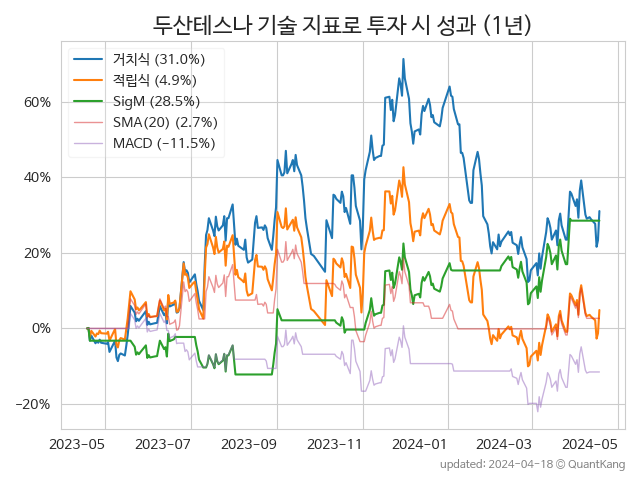 두산테스나 기술 지표로 투자 시 성과 (1년)
거치식 (31.0%)
적립식 (4.9%)
SigM (28.5%)
SMA(20) (2.7%)
MACD (−11.5%)
60%
40%
20%
0%
−20%
2023-05 2023-07 2023-09 2023-11 2024-01 2024-03 2024-05
updated: 2024-04-18 © QuantKang